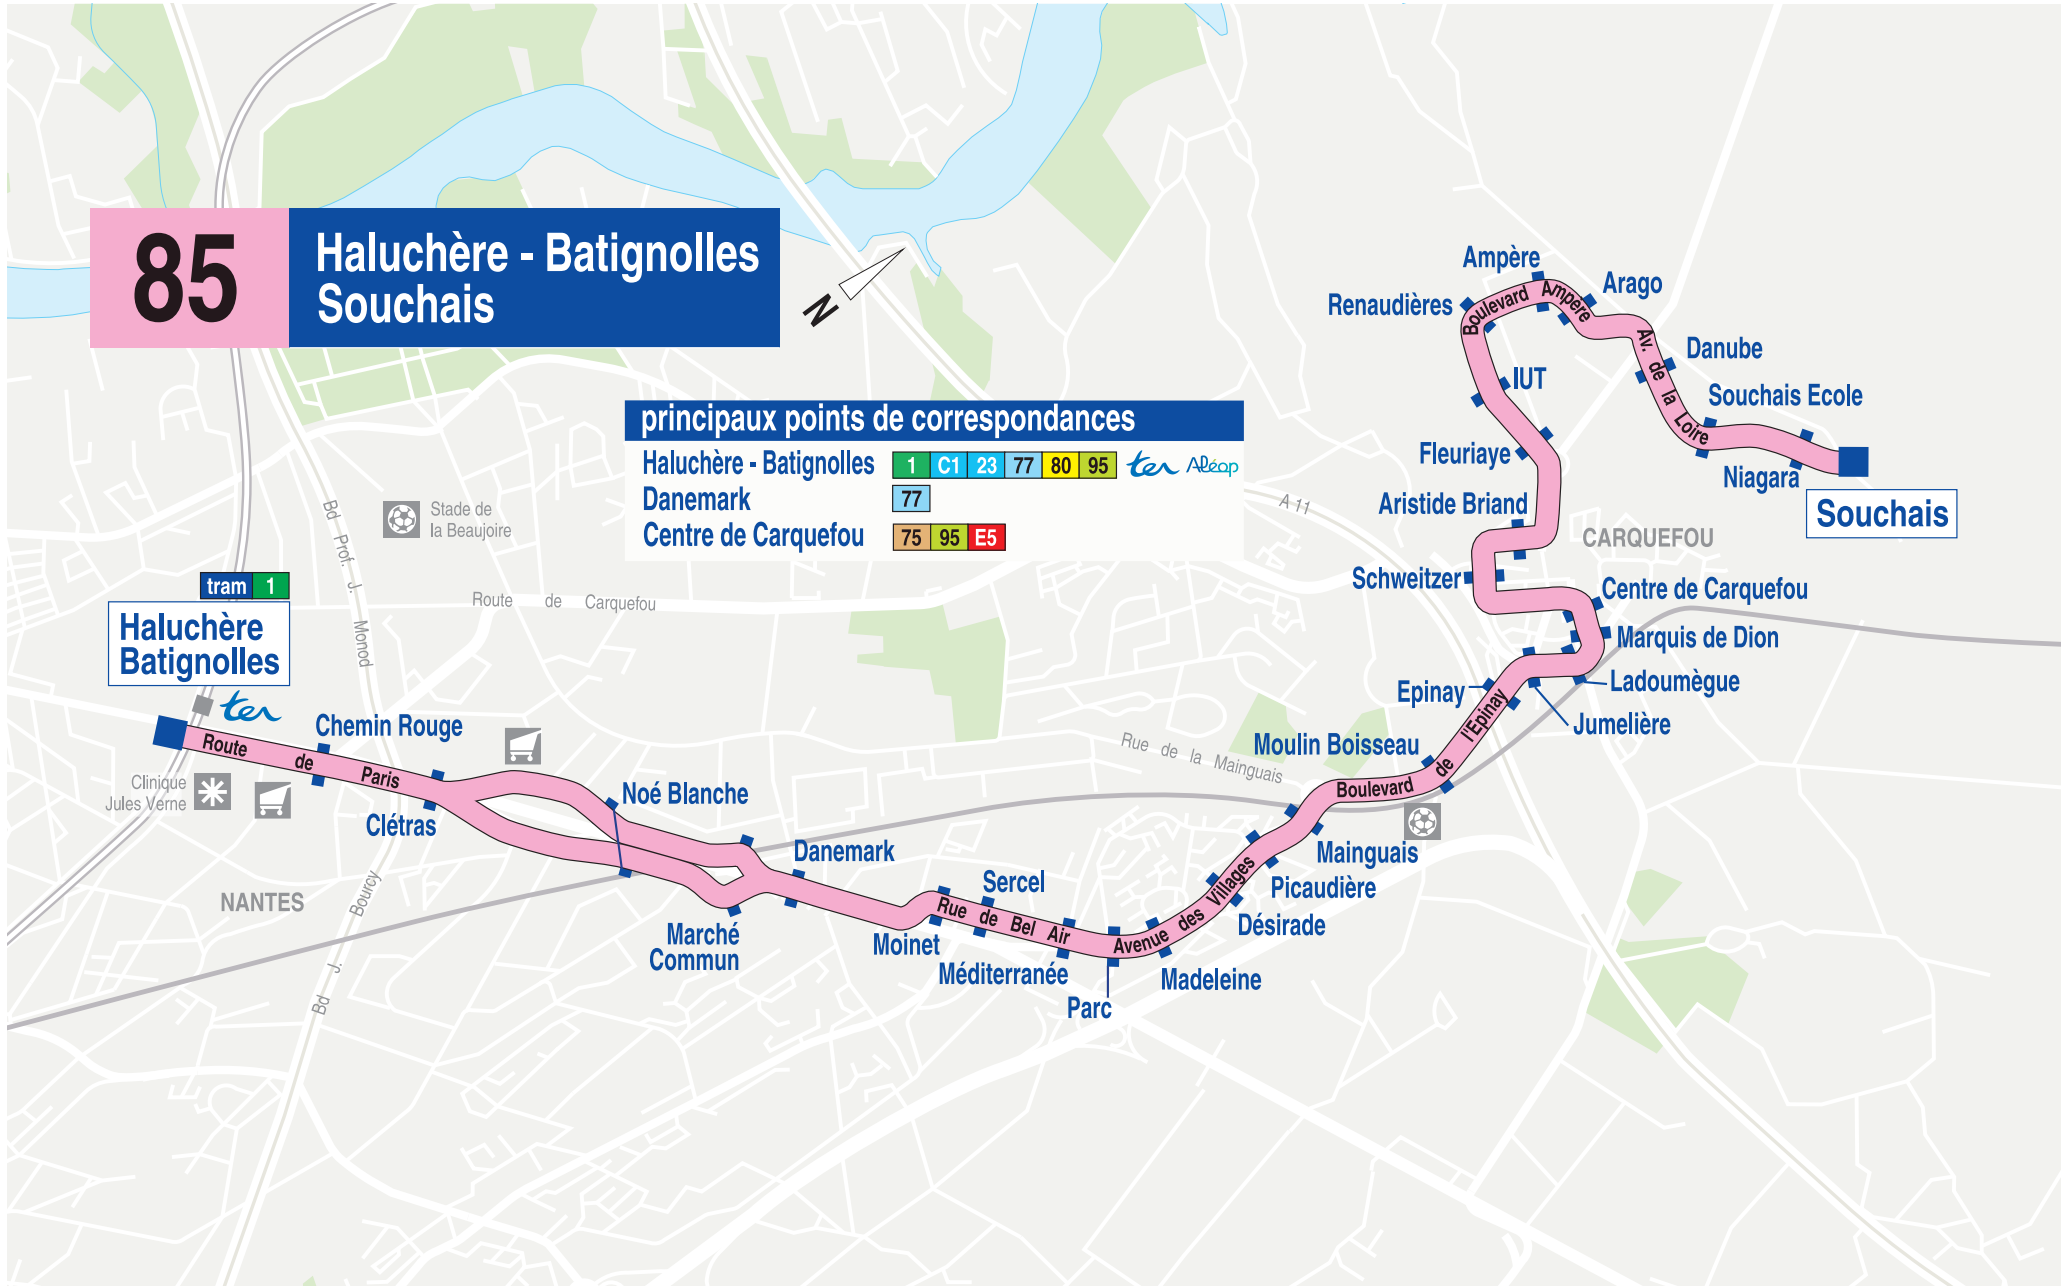 85
Haluchère - Batignolles
Souchais
N
principaux points de correspondances
Haluchère - Batignolles 1 C1 23 77 80 95 ter Aléop
Danemark 77
Centre de Carquefou 75 95 E5
Ampère
Arago
Renaudières
Boulevard Ampère
Danube
IUT
Av. de la Loire
Souchais Ecole
Fleuriaye
Niagara
Souchais
Aristide Briand
A 11
CARQUEFOU
Schweitzer
Centre de Carquefou
Marquis de Dion
Ladoumègue
Epinay
Jumelière
Stade de
la Beaujoire
Bd Prof. J. Monod
Route de Carquefou
tram 1
Haluchère
Batignolles
ter
Chemin Rouge
Route de Paris
Clinique
Jules Verne
Clétras
Noé Blanche
Rue de la Mainguais
Moulin Boisseau
Boulevard de l'Epinay
Danemark
Mainguais
Picaudière
Désirade
Sercel
Rue de Bel Air
Avenue des Villages
NANTES
Bd J. Bourcy
Marché
Commun
Moinet
Méditerranée
Madeleine
Parc